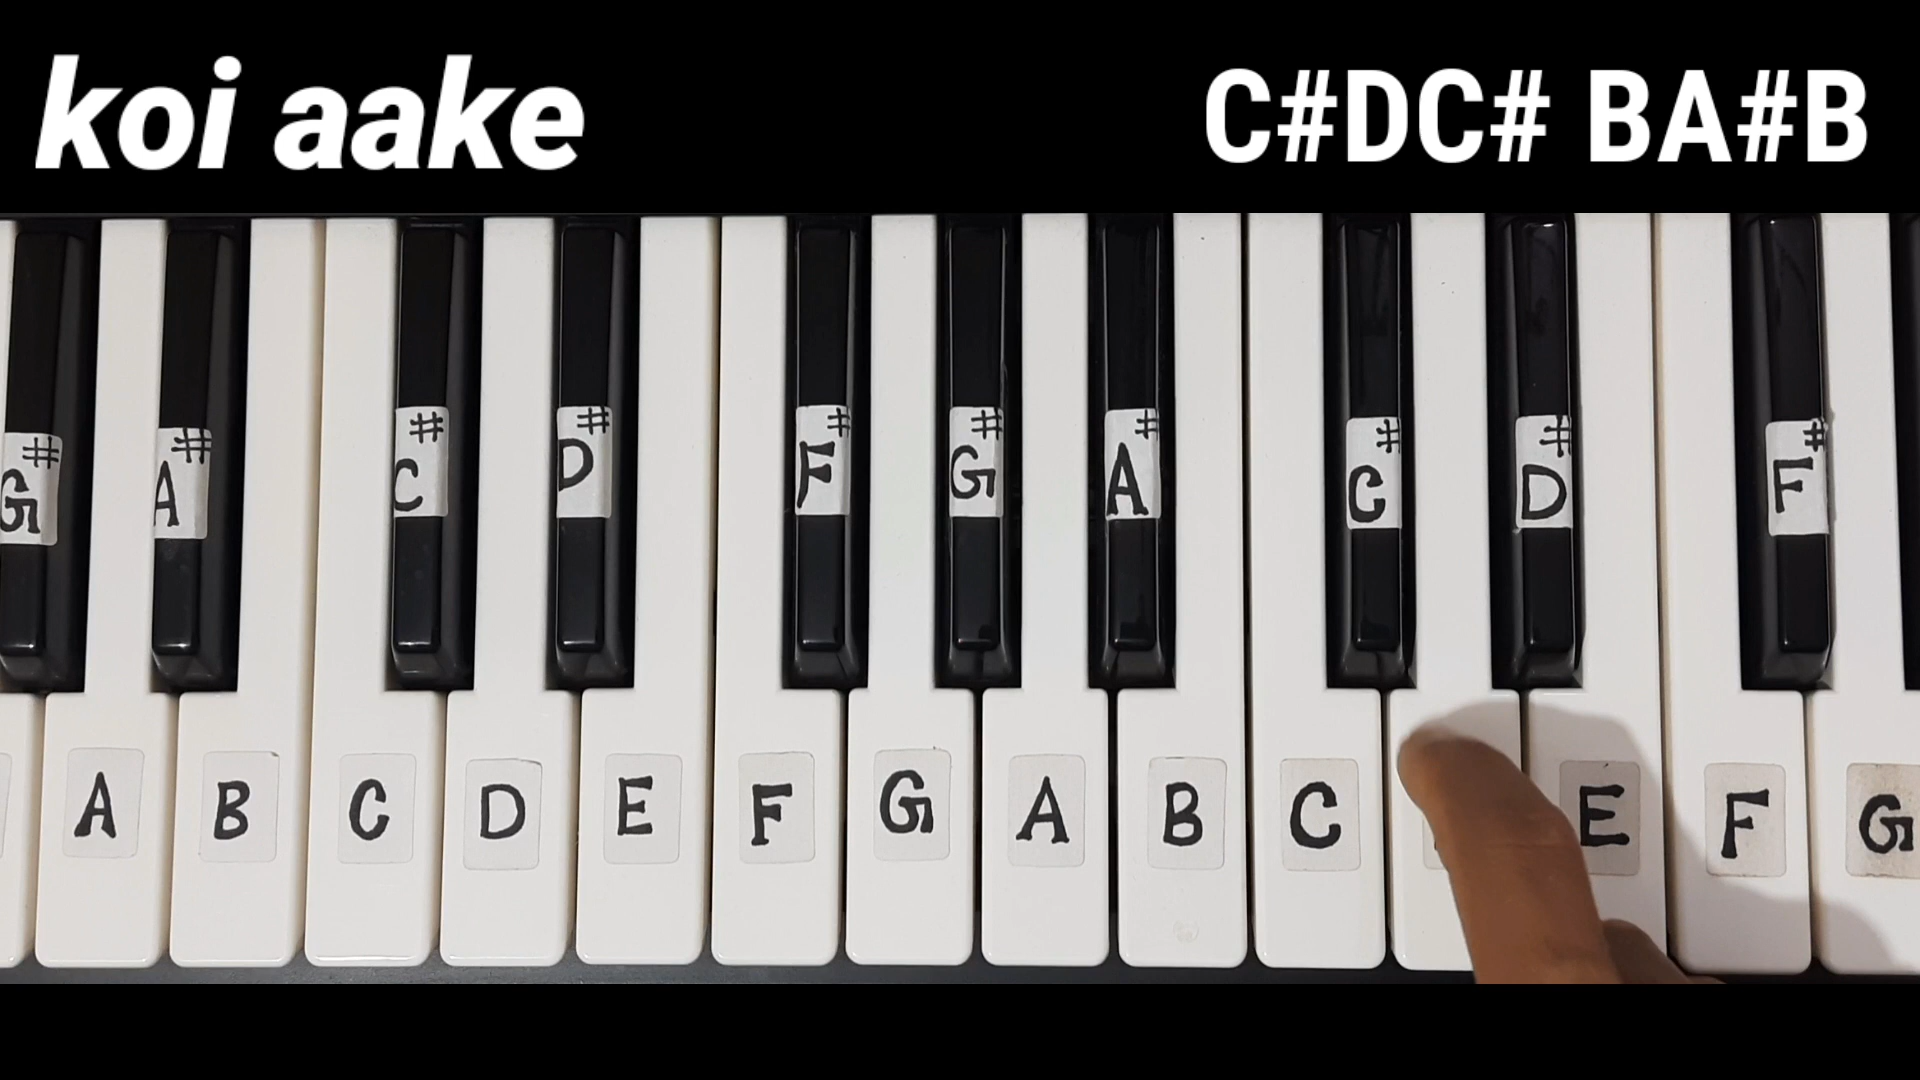 koi aake
C#DC# BA#B
G# A# C# D# F# G# A# C# D# F#
A B C D E F G A B C E F G